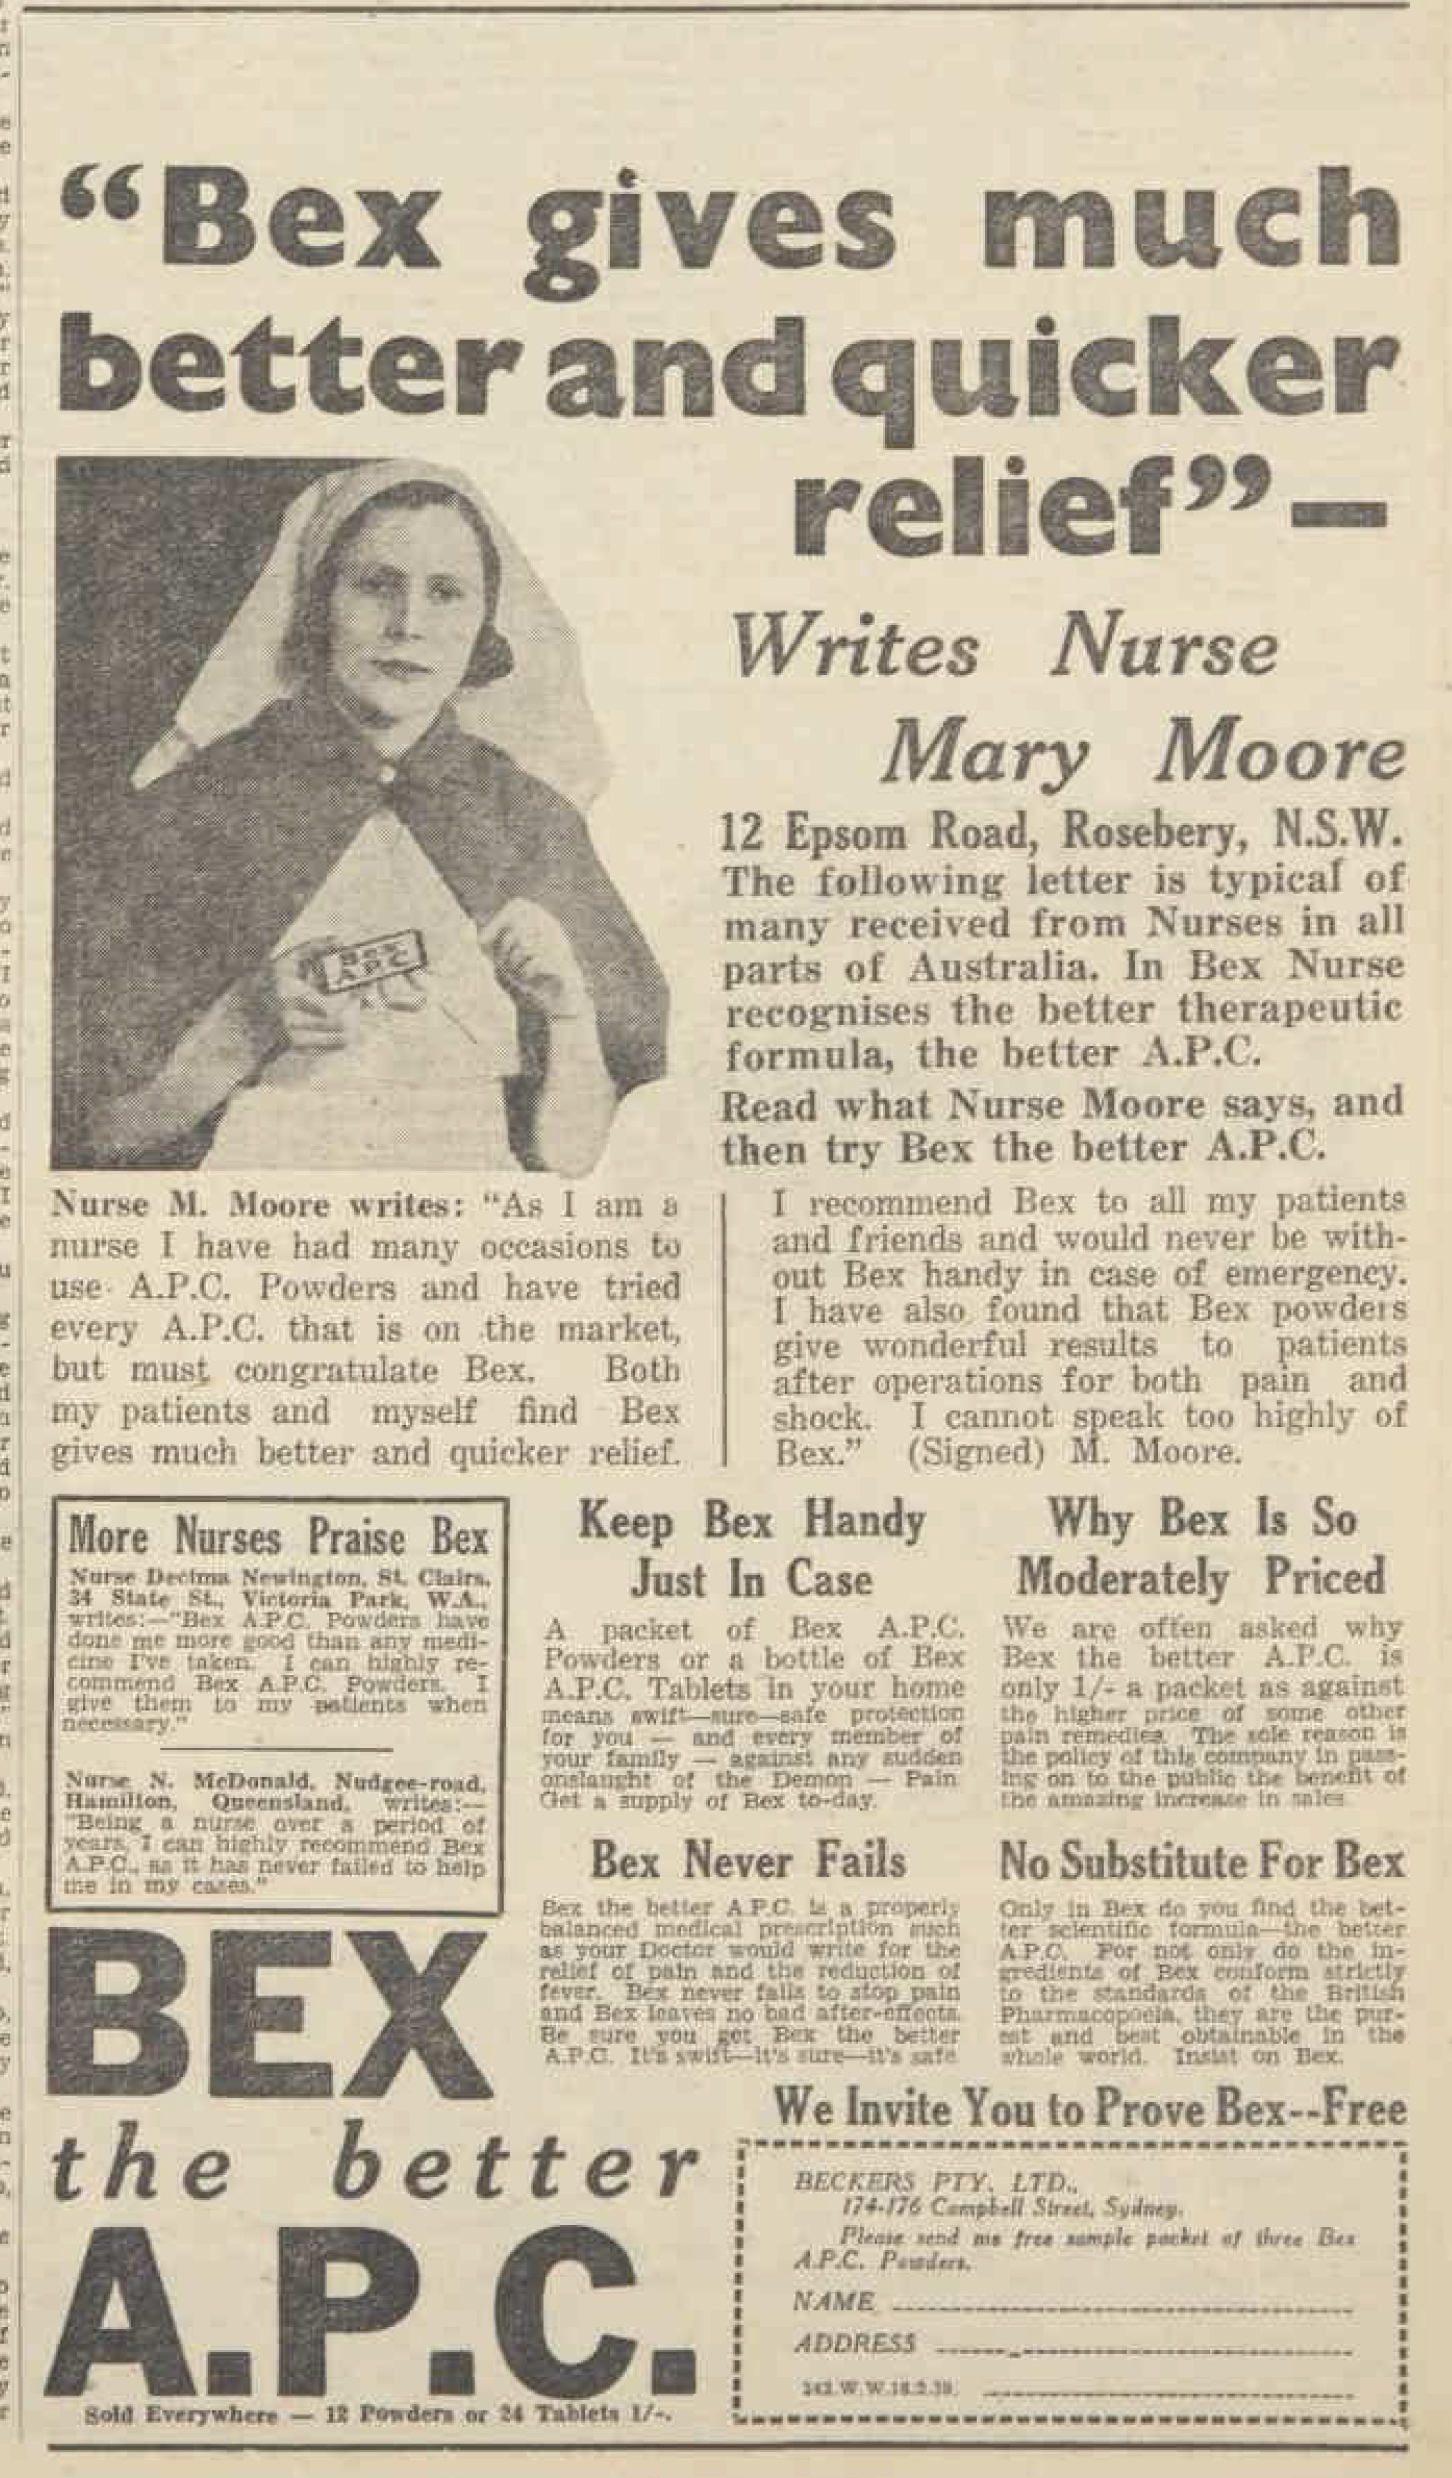 "Bex gives much
better and quicker
relief"—
Writes Nurse
Mary Moore
12 Epsom Road, Rosebery, N.S.W.
The following letter is typical of
many received from Nurses in all
parts of Australia. In Bex Nurse
recognises the better therapeutic
formula, the better A.P.C.
Read what Nurse Moore says, and
then try Bex the better A.P.C.
BEX
A.P.C
Nurse M. Moore writes: "As I am a
nurse I have had many occasions to
use A.P.C. Powders and have tried
every A.P.C. that is on the market,
but must congratulate Bex. Both
my patients and myself find Bex
gives much better and quicker relief.
I recommend Bex to all my patients
and friends and would never be with-
out Bex handy in case of emergency.
I have also found that Bex powders
give wonderful results to patients
after operations for both pain and
shock. I cannot speak too highly of
Bex." (Signed) M. Moore.
More Nurses Praise Bex
Nurse Decima Newington, St. Clairs,
34 State St., Victoria Park, W.A.,
writes:—"Bex A.P.C. Powders have
done me more good than any medi-
cine I've taken. I can highly re-
commend Bex A.P.C. Powders. I
give them to my patients when
necessary."
Nurse N. McDonald, Nudgee-road,
Hamilton, Queensland, writes:—
"Being a nurse over a period of
years, I can highly recommend Bex
A.P.C., as it has never failed to help
me in my cases."
Keep Bex Handy
Just In Case
A packet of Bex A.P.C.
Powders or a bottle of Bex
A.P.C. Tablets in your home
means swift—sure—safe protection
for you — and every member of
your family — against any sudden
onslaught of the Demon — Pain.
Get a supply of Bex to-day.
Why Bex Is So
Moderately Priced
We are often asked why
Bex the better A.P.C. is
only 1/- a packet as against
the higher price of some other
pain remedies. The sole reason is
the policy of this company in pass-
ing on to the public the benefit of
the amazing increase in sales.
Bex Never Fails
Bex the better A.P.C. is a properly
balanced medical prescription such
as your Doctor would write for the
relief of pain and the reduction of
fever. Bex never fails to stop pain
and Bex leaves no bad after-effects.
Be sure you get Bex the better
A.P.C. It's swift—it's sure—it's safe.
No Substitute For Bex
Only in Bex do you find the bet-
ter scientific formula—the better
A.P.C. For not only do the in-
gredients of Bex conform strictly
to the standards of the British
Pharmacopoeia, they are the pur-
est and best obtainable in the
whole world. Insist on Bex.
BEX
the better
A.P.C.
Sold Everywhere — 12 Powders or 24 Tablets 1/-.
We Invite You to Prove Bex--Free
BECKERS PTY. LTD.,
174-176 Campbell Street, Sydney.
Please send me free sample packet of three Bex
A.P.C. Powders.
NAME
ADDRESS